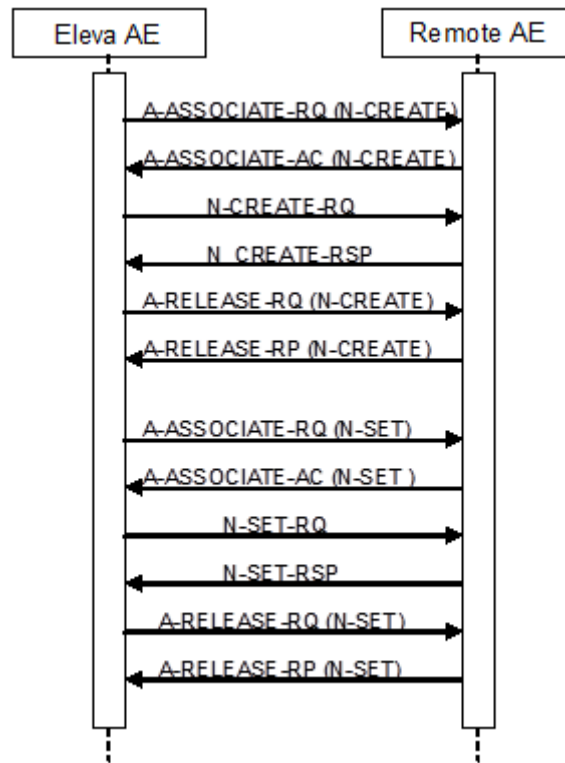 Eleva AE
Remote AE
A-ASSOCIATE-RQ (N-CREATE)
A-ASSOCIATE-AC (N-CREATE)
N-CREATE-RQ
N_CREATE-RSP
A-RELEASE-RQ (N-CREATE)
A-RELEASE-RP (N-CREATE)
A-ASSOCIATE-RQ (N-SET)
A-ASSOCIATE-AC (N-SET )
N-SET-RQ
N-SET-RSP
A-RELEASE-RQ (N-SET)
A-RELEASE-RP (N-SET)